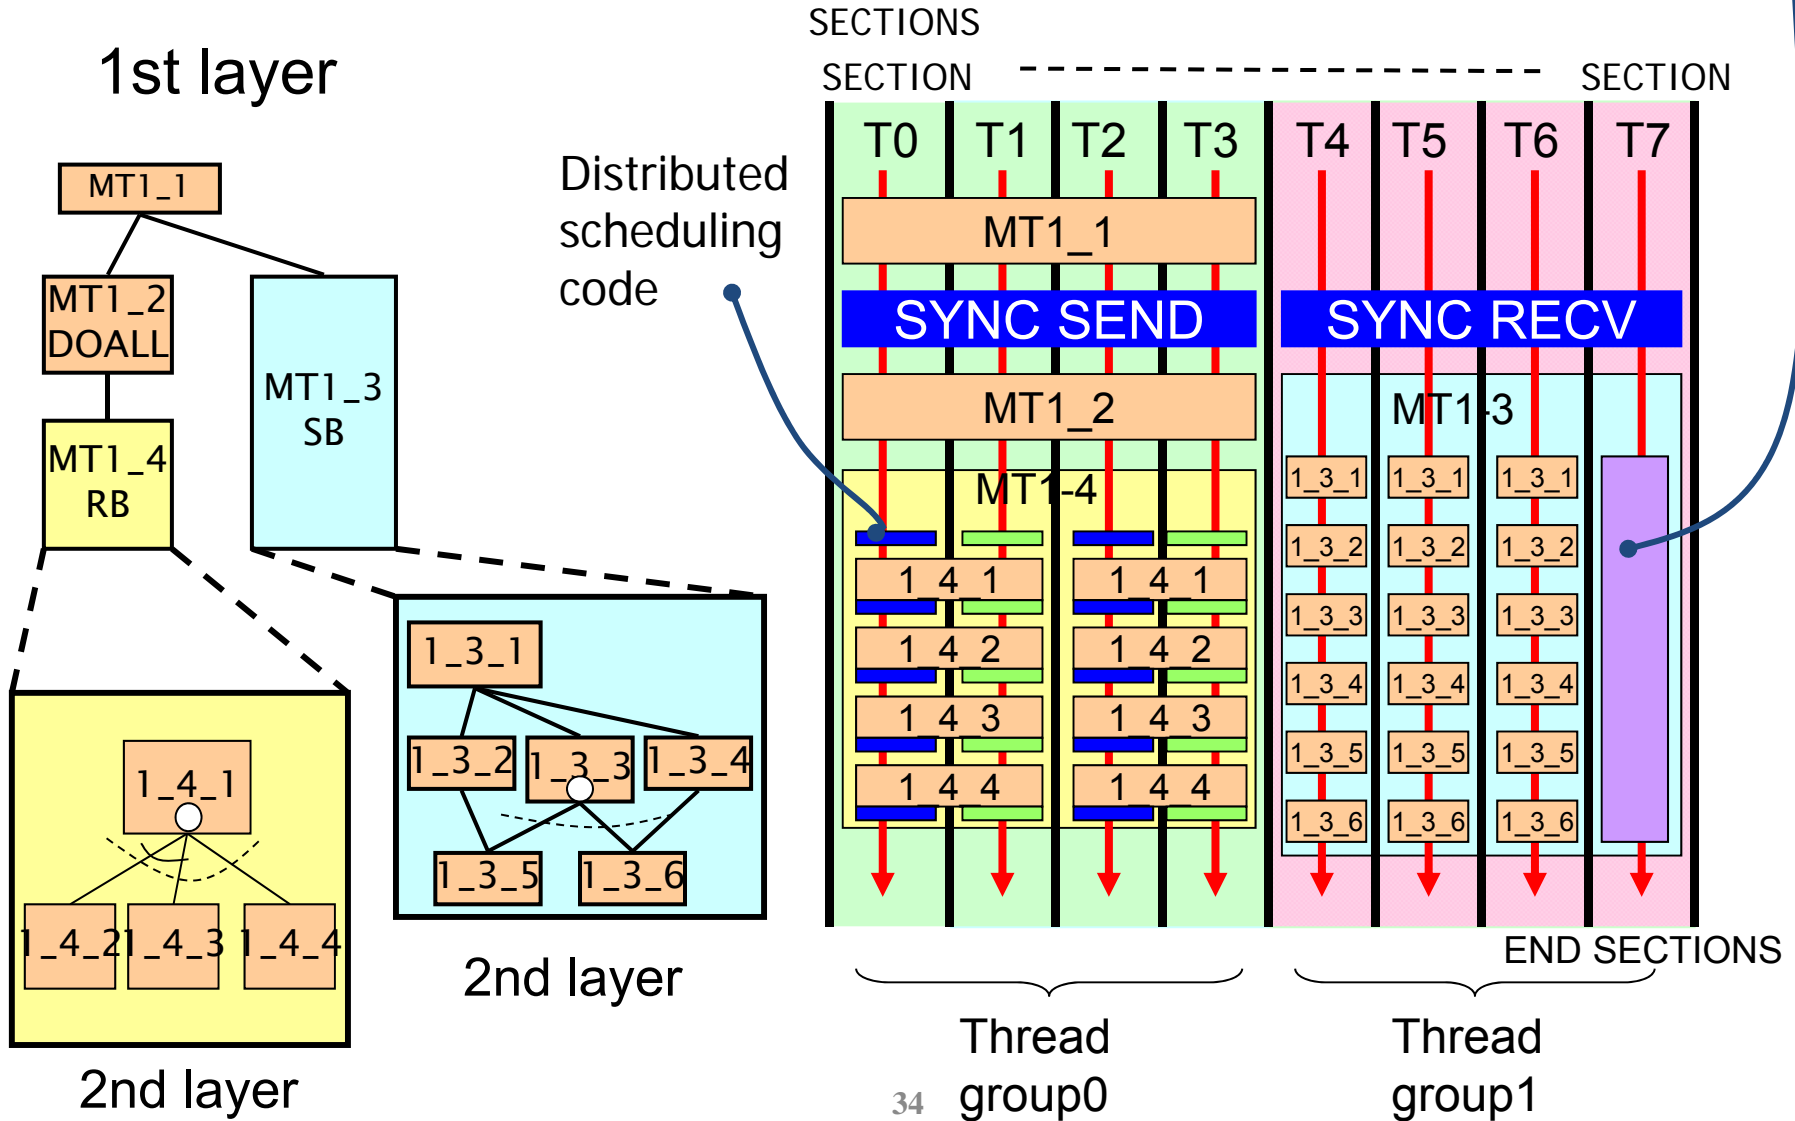 1st layer
MT1_1
MT1_2
DOALL
MT1_3
SB
MT1_4
RB
1_3_1
1_3_2
1_3_3
1_3_4
1_3_5
1_3_6
2nd layer
1_4_1
1_4_2
1_4_3
1_4_4
2nd layer
Distributed
scheduling
code
SECTIONS
SECTION
SECTION
T0 T1 T2 T3 T4 T5 T6 T7
MT1_1
SYNC SEND
SYNC RECV
MT1_2
MT1-3
MT1-4
1_4_1 1_4_1
1_4_2 1_4_2
1_4_3 1_4_3
1_4_4 1_4_4
1_3_1 1_3_1 1_3_1
1_3_2 1_3_2 1_3_2
1_3_3 1_3_3 1_3_3
1_3_4 1_3_4 1_3_4
1_3_5 1_3_5 1_3_5
1_3_6 1_3_6 1_3_6
END SECTIONS
Thread
group0
Thread
group1
34